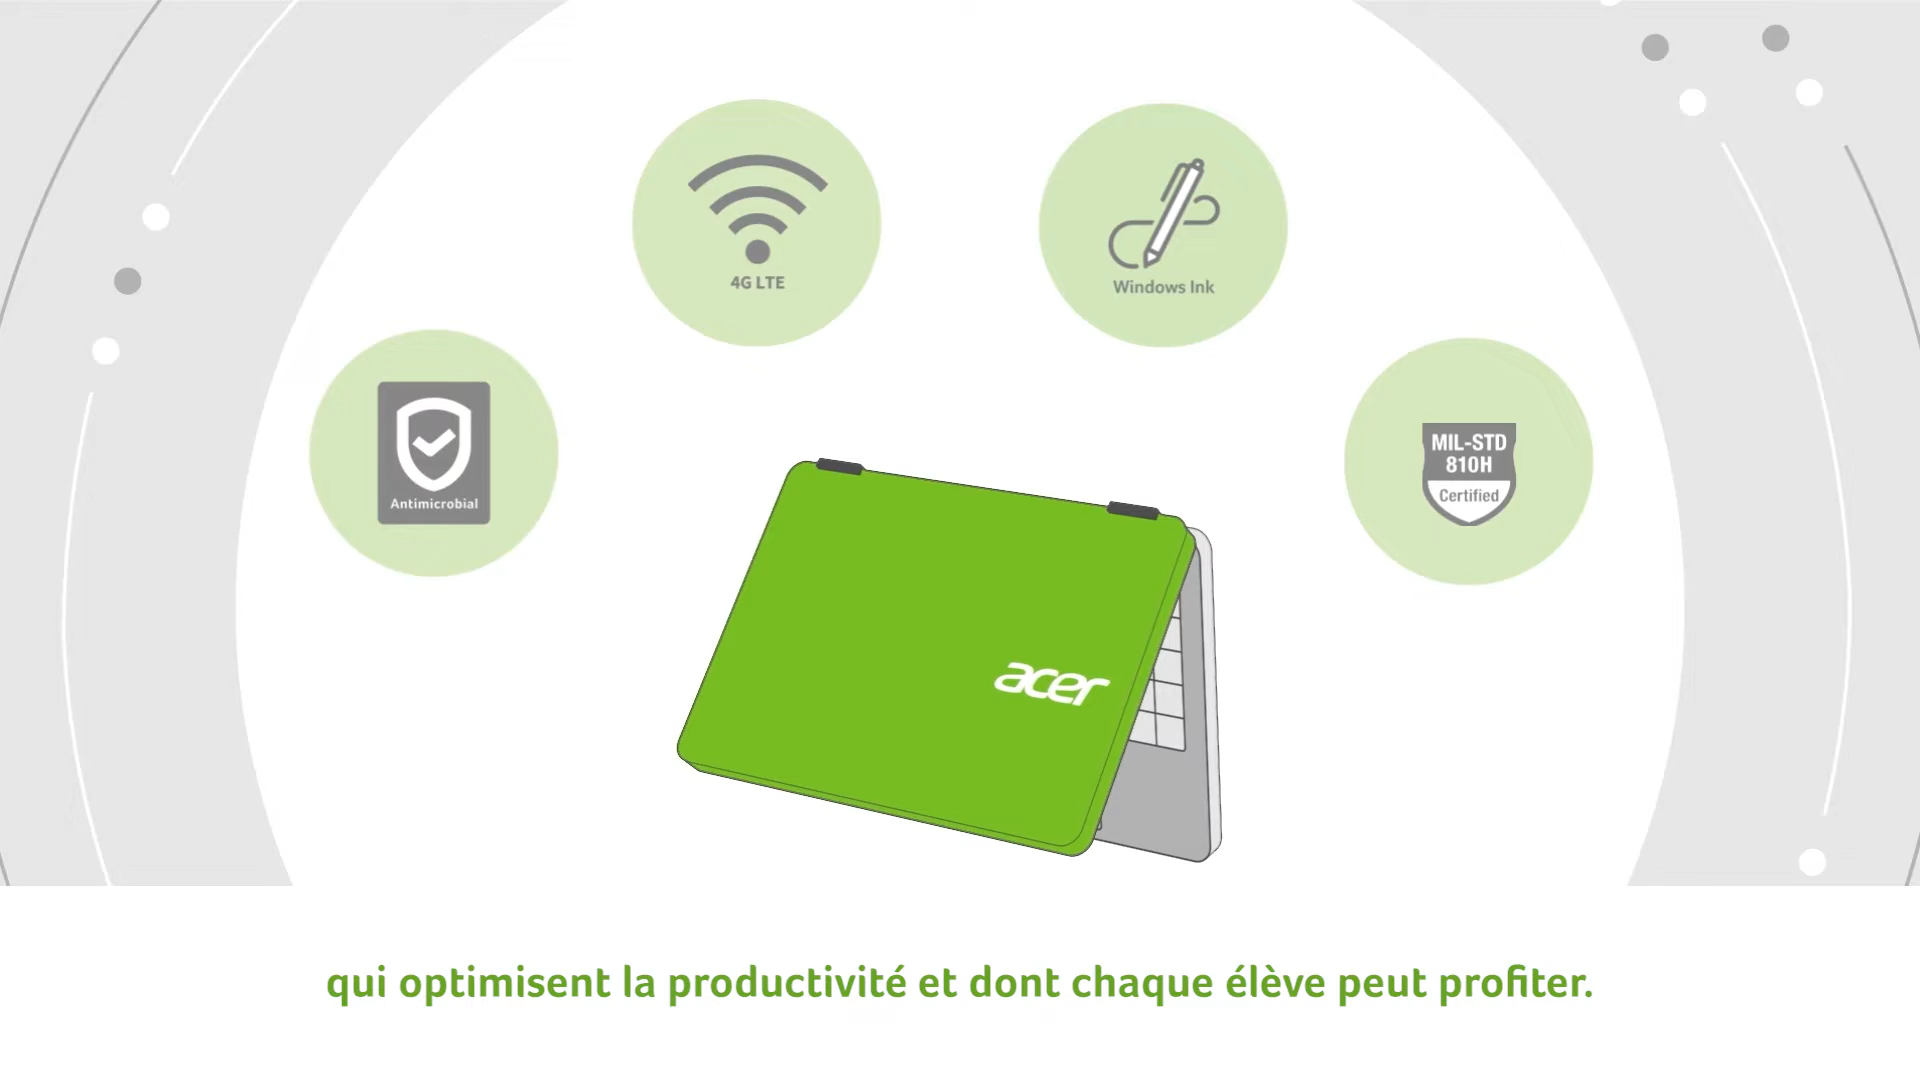 4G LTE
Windows Ink
Antimicrobial
MIL-STD
810H
Certified
acer
qui optimisent la productivité et dont chaque élève peut profiter.